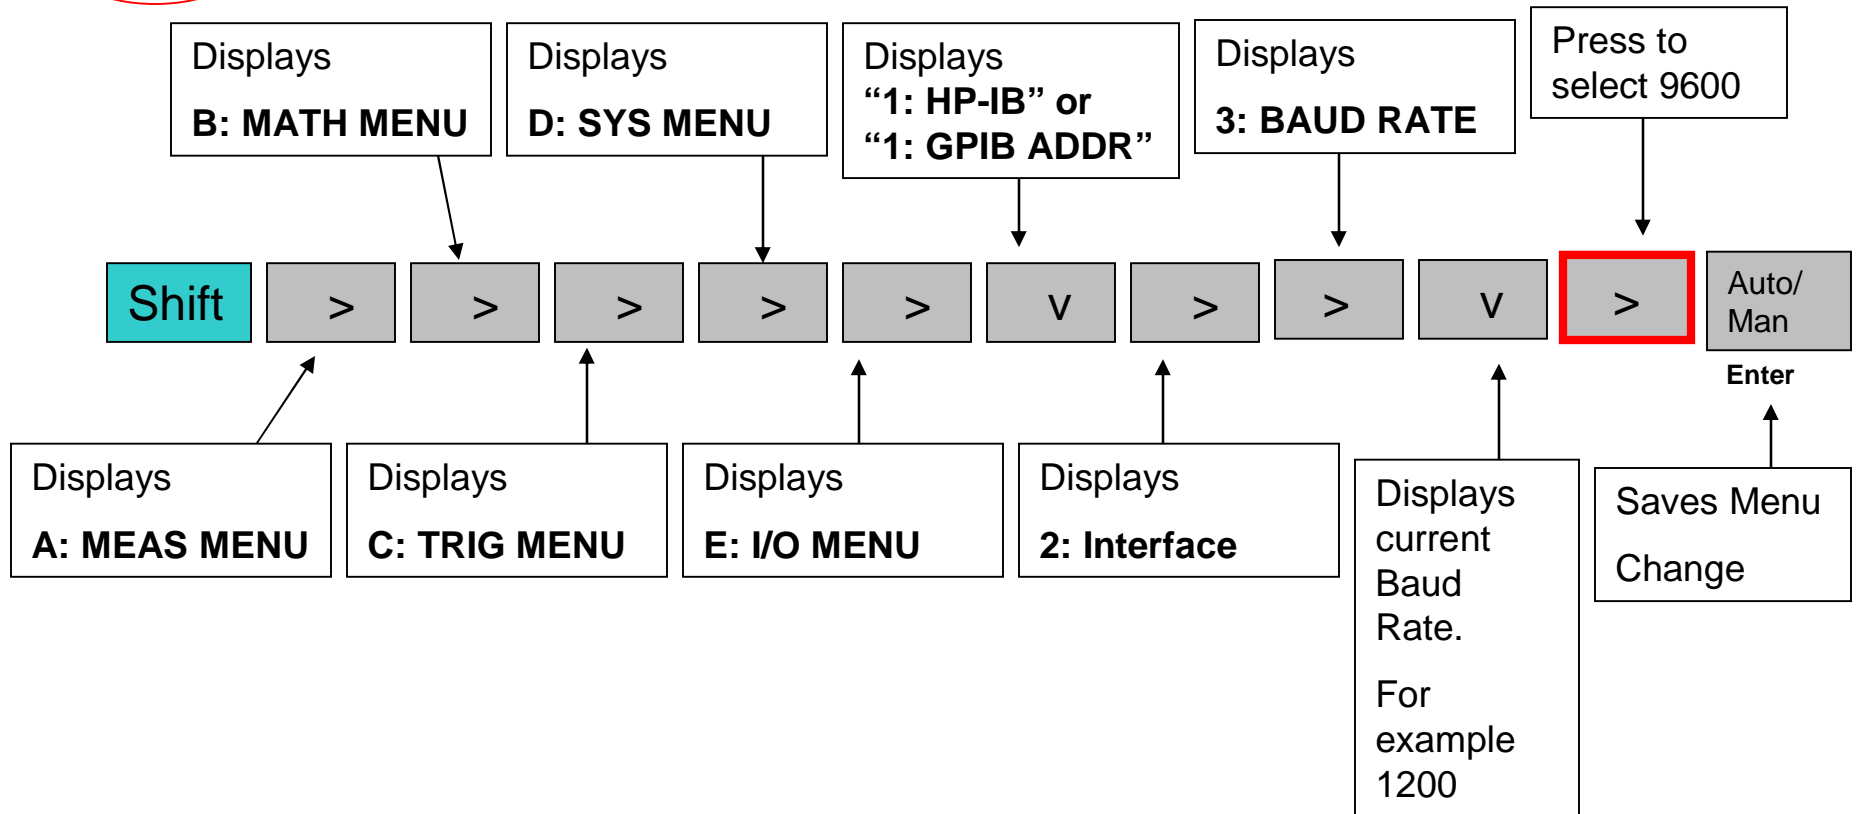 Displays
B: MATH MENU
Displays
D: SYS MENU
Displays
“1: HP-IB” or
“1: GPIB ADDR”
Displays
3: BAUD RATE
Press to
select 9600
Shift
>
>
>
>
>
v
>
>
v
>
Auto/
Man
Enter
Displays
A: MEAS MENU
Displays
C: TRIG MENU
Displays
E: I/O MENU
Displays
2: Interface
Displays
current
Baud
Rate.
For
example
1200
Saves Menu
Change